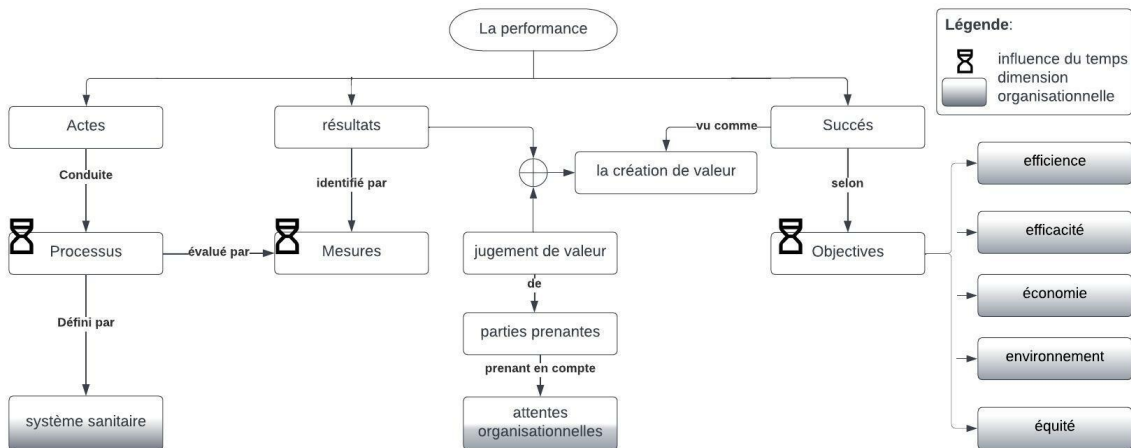 La performance
Légende:
influence du temps
dimension
organisationnelle
Actes
résultats
vu comme
Succés
la création de valeur
efficience
Conduite
identifié par
selon
efficacité
Processus
évalué par
Mesures
jugement de valeur
Objectives
de
économie
Défini par
parties prenantes
environnement
prenant en compte
système sanitaire
attentes
organisationnelles
équité